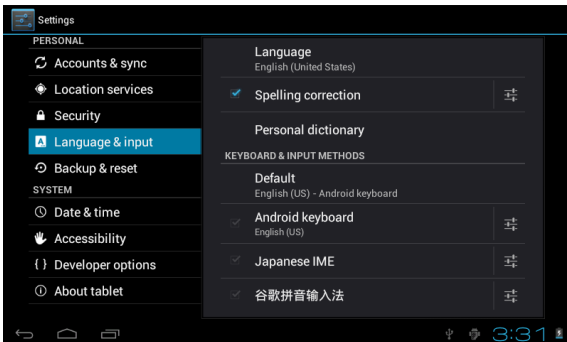 Settings
PERSONAL
Accounts & sync
Location services
Security
A Language & input
Backup & reset
SYSTEM
Date & time
Accessibility
{ } Developer options
About tablet
Language
English (United States)
Spelling correction
Personal dictionary
KEYBOARD & INPUT METHODS
Default
English (US) - Android keyboard
Android keyboard
English (US)
Japanese IME
谷歌拼音输入法
3:31